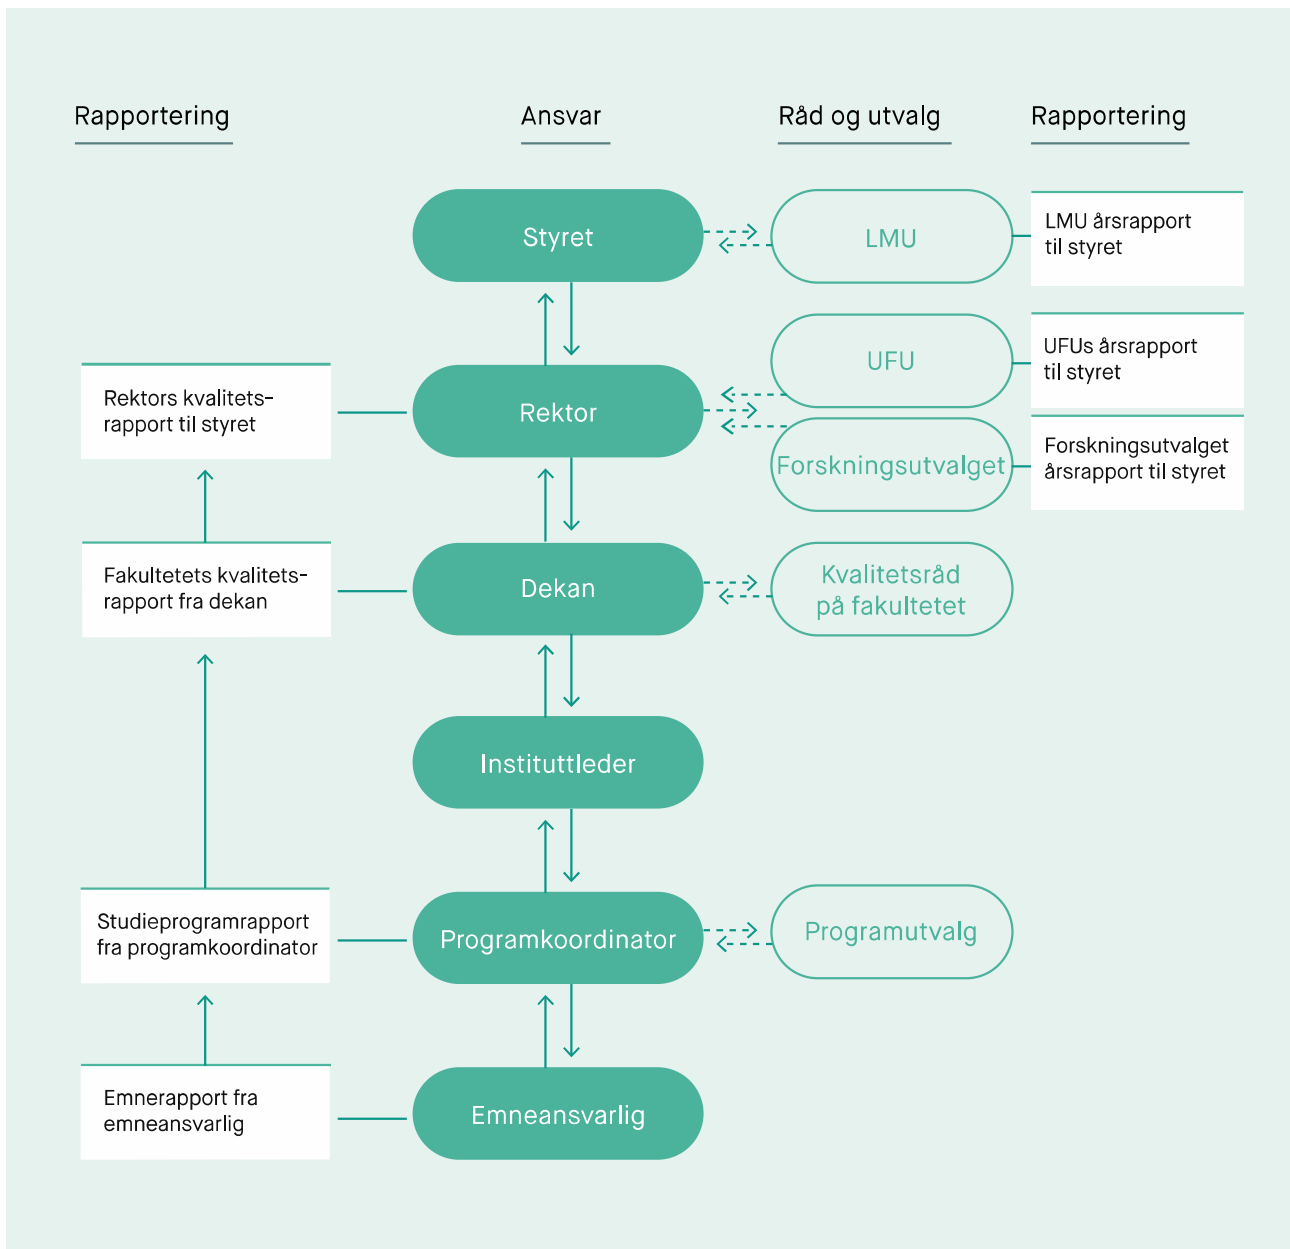 Rapportering
Ansvar
Råd og utvalg
Rapportering
Styret
LMU
LMU årsrapport
til styret
UFU
UFUs årsrapport
til styret
Rektors kvalitets-
rapport til styret
Rektor
Forskningsutvalget
Forskningsutvalget
årsrapport til styret
Fakultetets kvalitets-
rapport fra dekan
Dekan
Kvalitetsråd
på fakultetet
Instituttleder
Studieprogramrapport
fra programkoordinator
Programkoordinator
Programutvalg
Emnerapport fra
emneansvarlig
Emneansvarlig